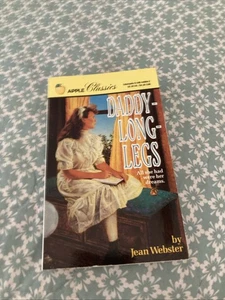 APPLE Classics
DADDY-
LONG-
LEGS
All she had
were her
dreams.
by
Jean Webster